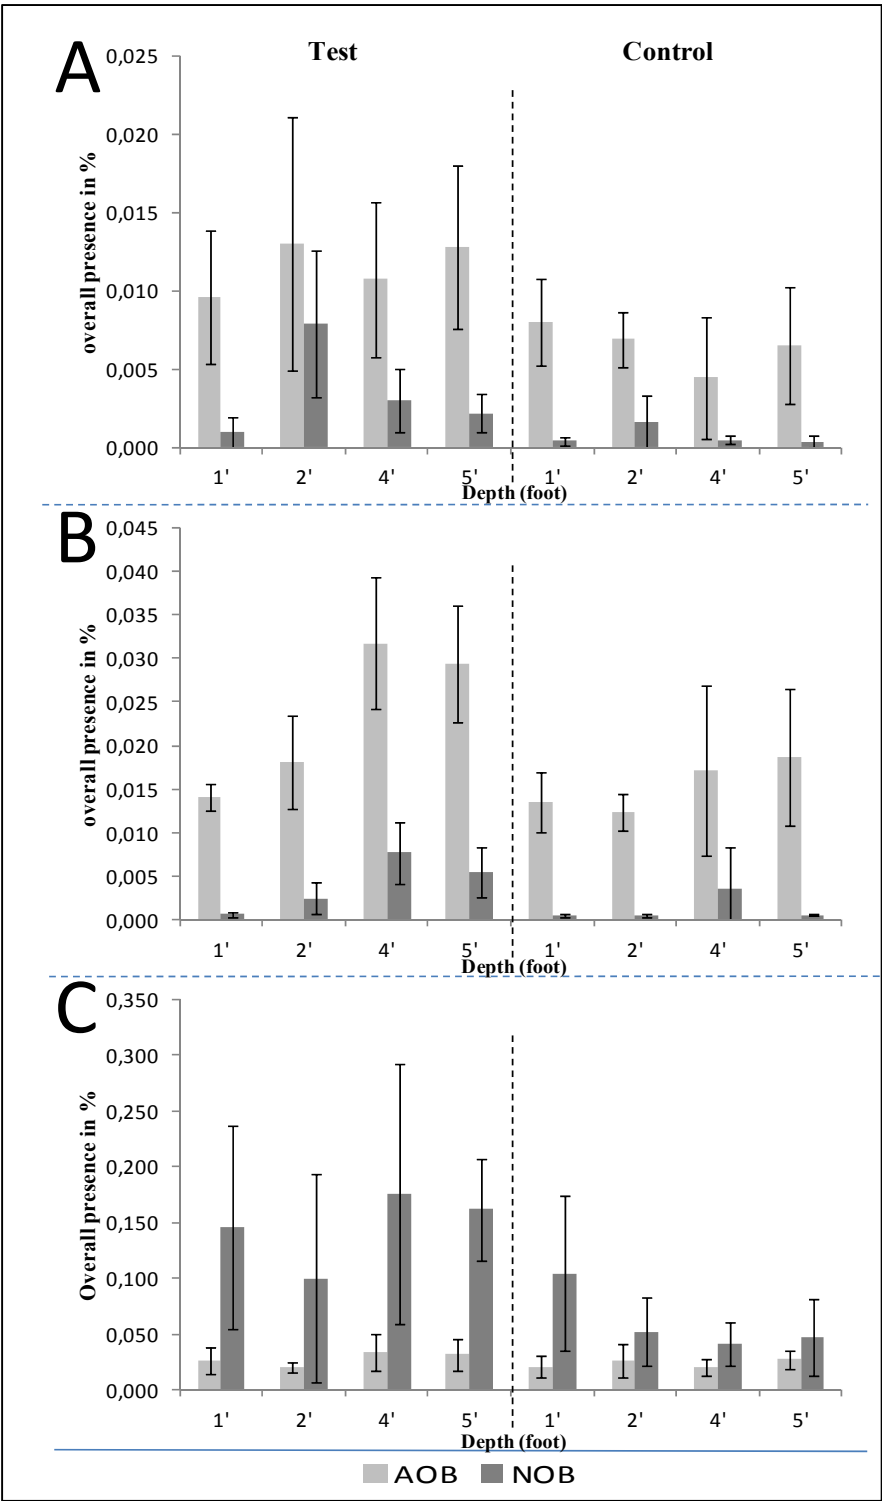 A
Test
Control
overall presence in %
0,025
0,020
0,015
0,010
0,005
0,000
1' 2' 4' 5' 1' 2' 4' 5'
Depth (foot)
B
overall presence in %
0,045
0,040
0,035
0,030
0,025
0,020
0,015
0,010
0,005
0,000
1' 2' 4' 5' 1' 2' 4' 5'
Depth (foot)
C
Overall presence in %
0,350
0,300
0,250
0,200
0,150
0,100
0,050
0,000
1' 2' 4' 5' 1' 2' 4' 5'
Depth (foot)
AOB NOB